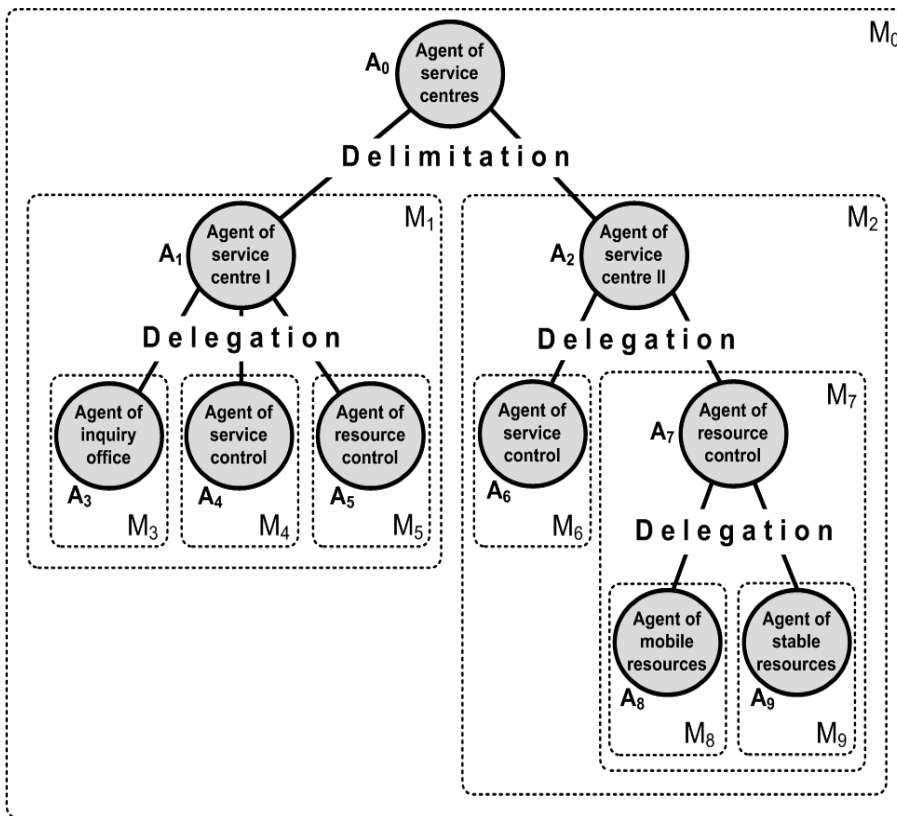 M0
A0
Agent of
service
centres
Delimitation
M1
A1
Agent of
service
centre I
M2
A2
Agent of
service
centre II
Delegation
Delegation
Agent of
inquiry
office
A3
M3
Agent of
service
control
A4
M4
Agent of
resource
control
A5
M5
Agent of
service
control
A6
M6
M7
A7
Agent of
resource
control
Delegation
Agent of
mobile
resources
A8
M8
Agent of
stable
resources
A9
M9